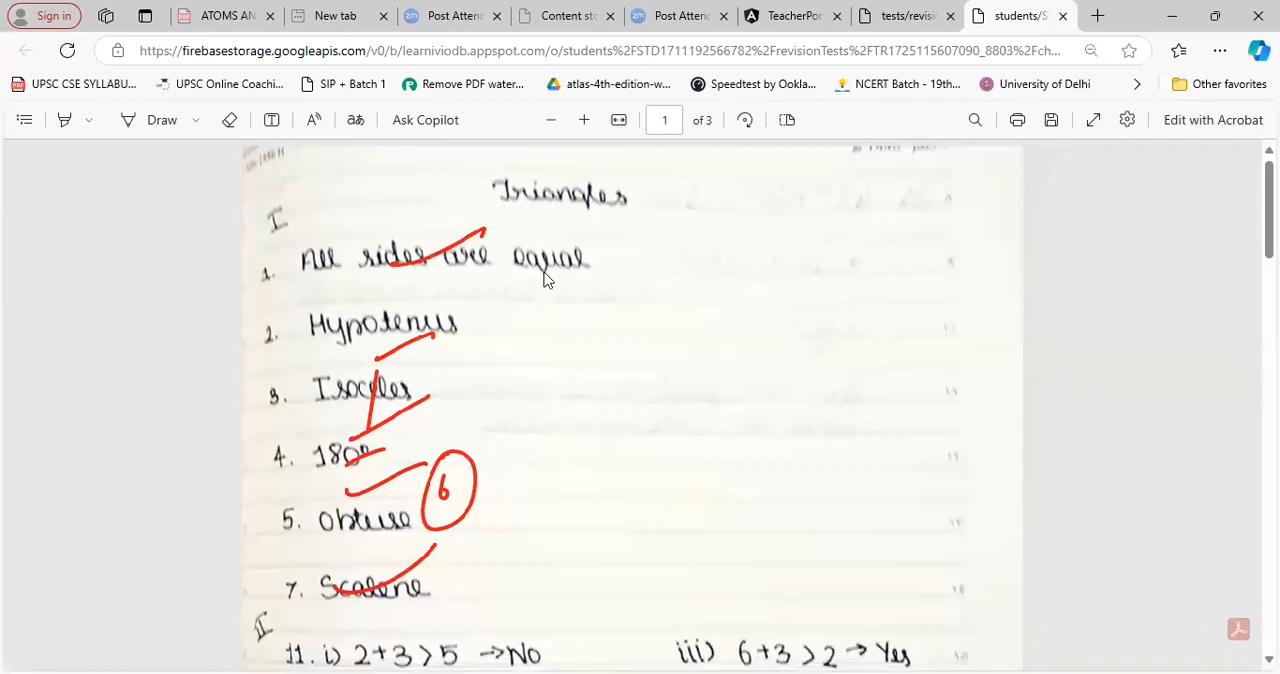 Sign in
ATOMS AN
New tab
Post Attend
Content sto
Post Attend
TeacherPor
tests/revisi
students/S
https://firebasestorage.googleapis.com/v0/b/learniviodb.appspot.com/o/students%2FSTD1711192566782%2FrevisionTests%2FTR1725115607090_8803%2Fch...
UPSC CSE SYLLABU...
UPSC Online Coachi...
SIP + Batch 1
Remove PDF water...
atlas-4th-edition-w...
Speedtest by Ookla...
NCERT Batch - 19th...
University of Delhi
Other favorites
Draw
Ask Copilot
1 of 3
Edit with Acrobat
Triangles
I
1. All sides are equal
2. Hypotenus
3. Isoceles
4. 180°
5. Obtuse
6
7. Scalene
II
11. i) 2+3>5 →No
iii) 6+3>2→Yes